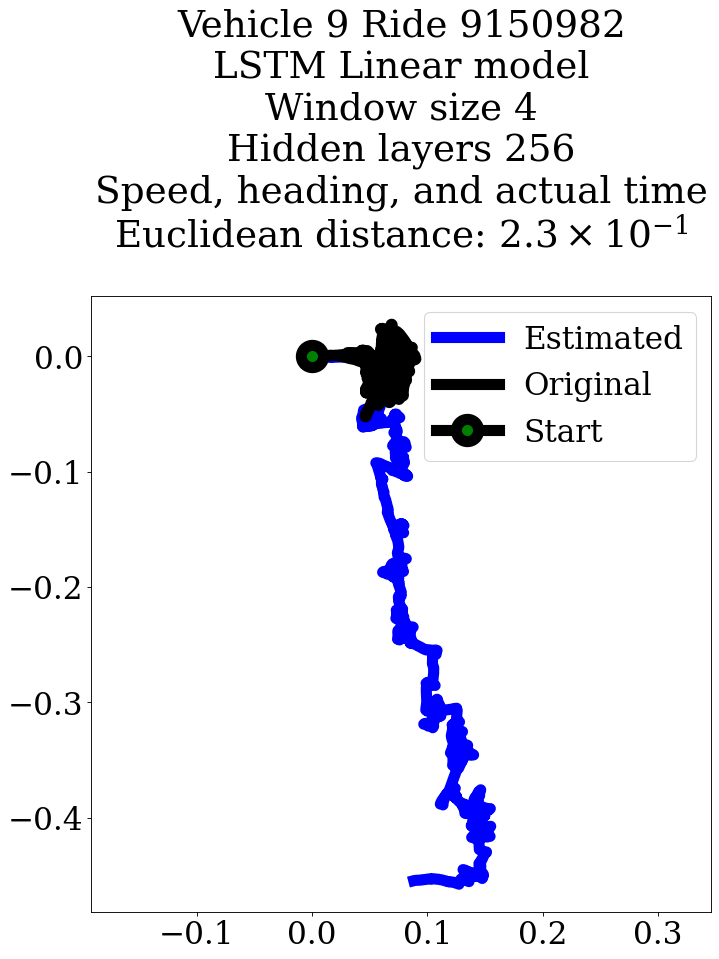 Vehicle 9 Ride 9150982
LSTM Linear model
Window size 4
Hidden layers 256
Speed, heading, and actual time
Euclidean distance: 2.3 × 10⁻¹
Estimated
Original
Start
0.0
−0.1
−0.2
−0.3
−0.4
−0.1 0.0 0.1 0.2 0.3